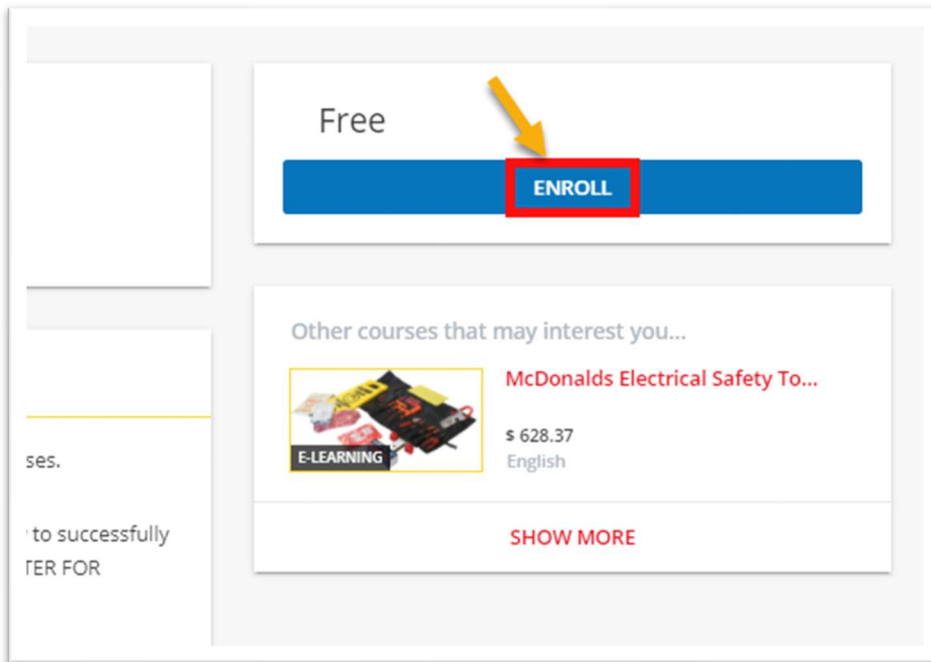 Free
ENROLL
Other courses that may interest you...
McDonalds Electrical Safety To...
E-LEARNING
$ 628.37
English
SHOW MORE
ses.
to successfully
TER FOR